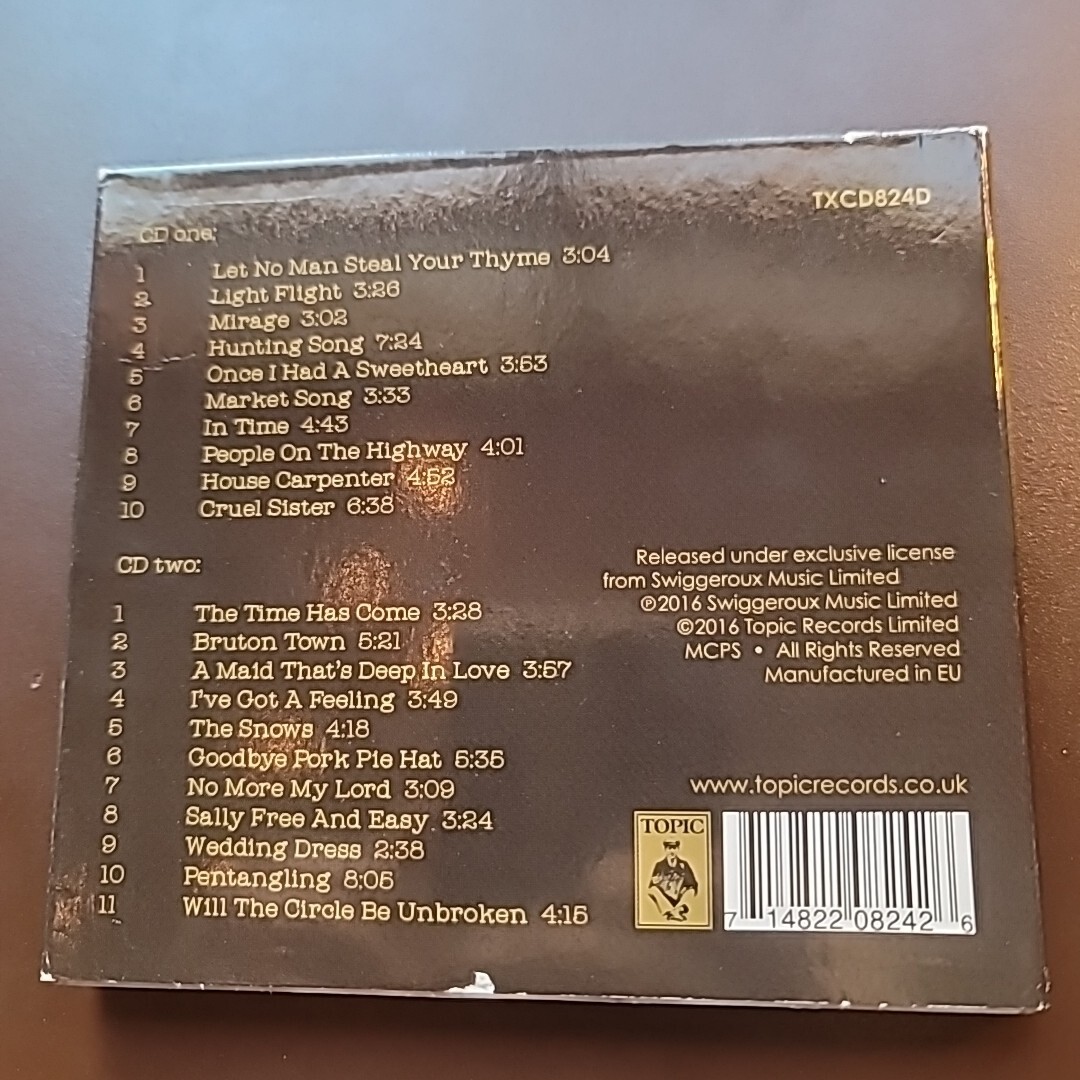 TXCD824D
CD one:
1 Let No Man Steal Your Thyme 3:04
2 Light Flight 3:26
3 Mirage 3:02
4 Hunting Song 7:24
5 Once I Had A Sweetheart 3:53
6 Market Song 3:33
7 In Time 4:43
8 People On The Highway 4:01
9 House Carpenter 4:52
10 Cruel Sister 6:38
CD two:
1 The Time Has Come 3:28
2 Bruton Town 5:21
3 A Maid That's Deep In Love 3:57
4 I've Got A Feeling 3:49
5 The Snows 4:18
6 Goodbye Pork Pie Hat 5:35
7 No More My Lord 3:09
8 Sally Free And Easy 3:24
9 Wedding Dress 2:38
10 Pentangling 8:05
11 Will The Circle Be Unbroken 4:15
Released under exclusive license
from Swiggeroux Music Limited
℗2016 Swiggeroux Music Limited
©2016 Topic Records Limited
MCPS • All Rights Reserved
Manufactured in EU
www.topicrecords.co.uk
TOPIC
7 14822 08242 6